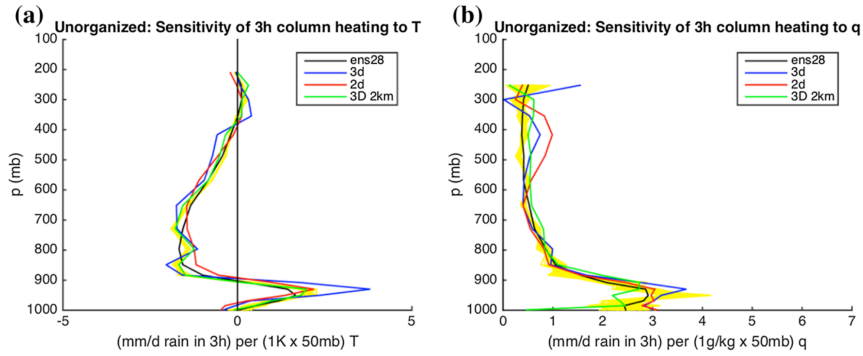 (a) Unorganized: Sensitivity of 3h column heating to T
100
200
300
400
500
600
700
800
900
1000
p (mb)
-5
0
5
(mm/d rain in 3h) per (1K x 50mb) T
ens28
3d
2d
3D 2km
(b) Unorganized: Sensitivity of 3h column heating to q
100
200
300
400
500
600
700
800
900
1000
p (mb)
0
1
2
3
4
5
6
7
(mm/d rain in 3h) per (1g/kg x 50mb) q
ens28
3d
2d
3D 2km